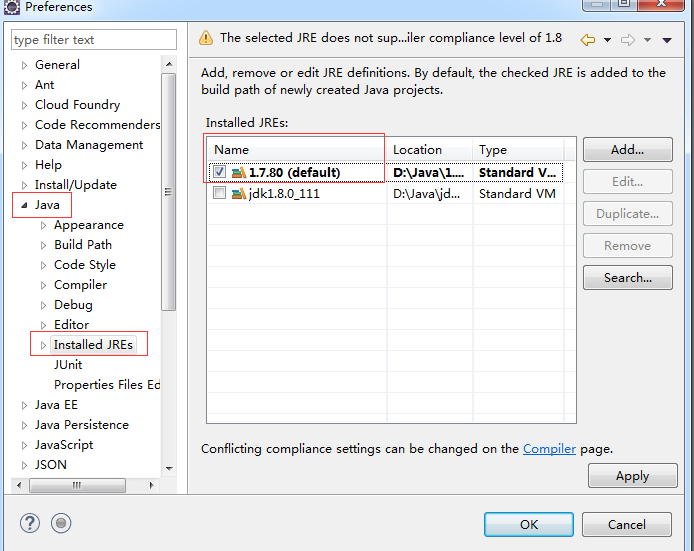 Preferences
type filter text
General
Ant
Cloud Foundry
Code Recommenders
Data Management
Help
Install/Update
Java
Appearance
Build Path
Code Style
Compiler
Debug
Editor
Installed JREs
JUnit
Properties Files Ed
Java EE
Java Persistence
JavaScript
JSON
The selected JRE does not sup...iler compliance level of 1.8
Add, remove or edit JRE definitions. By default, the checked JRE is added to the
build path of newly created Java projects.
Installed JREs:
Name Location Type
1.7.80 (default) D:\Java\1.... Standard V...
jdk1.8.0_111 D:\Java\jd... Standard VM
Add...
Edit...
Duplicate...
Remove
Search...
Conflicting compliance settings can be changed on the Compiler page.
Apply
OK
Cancel